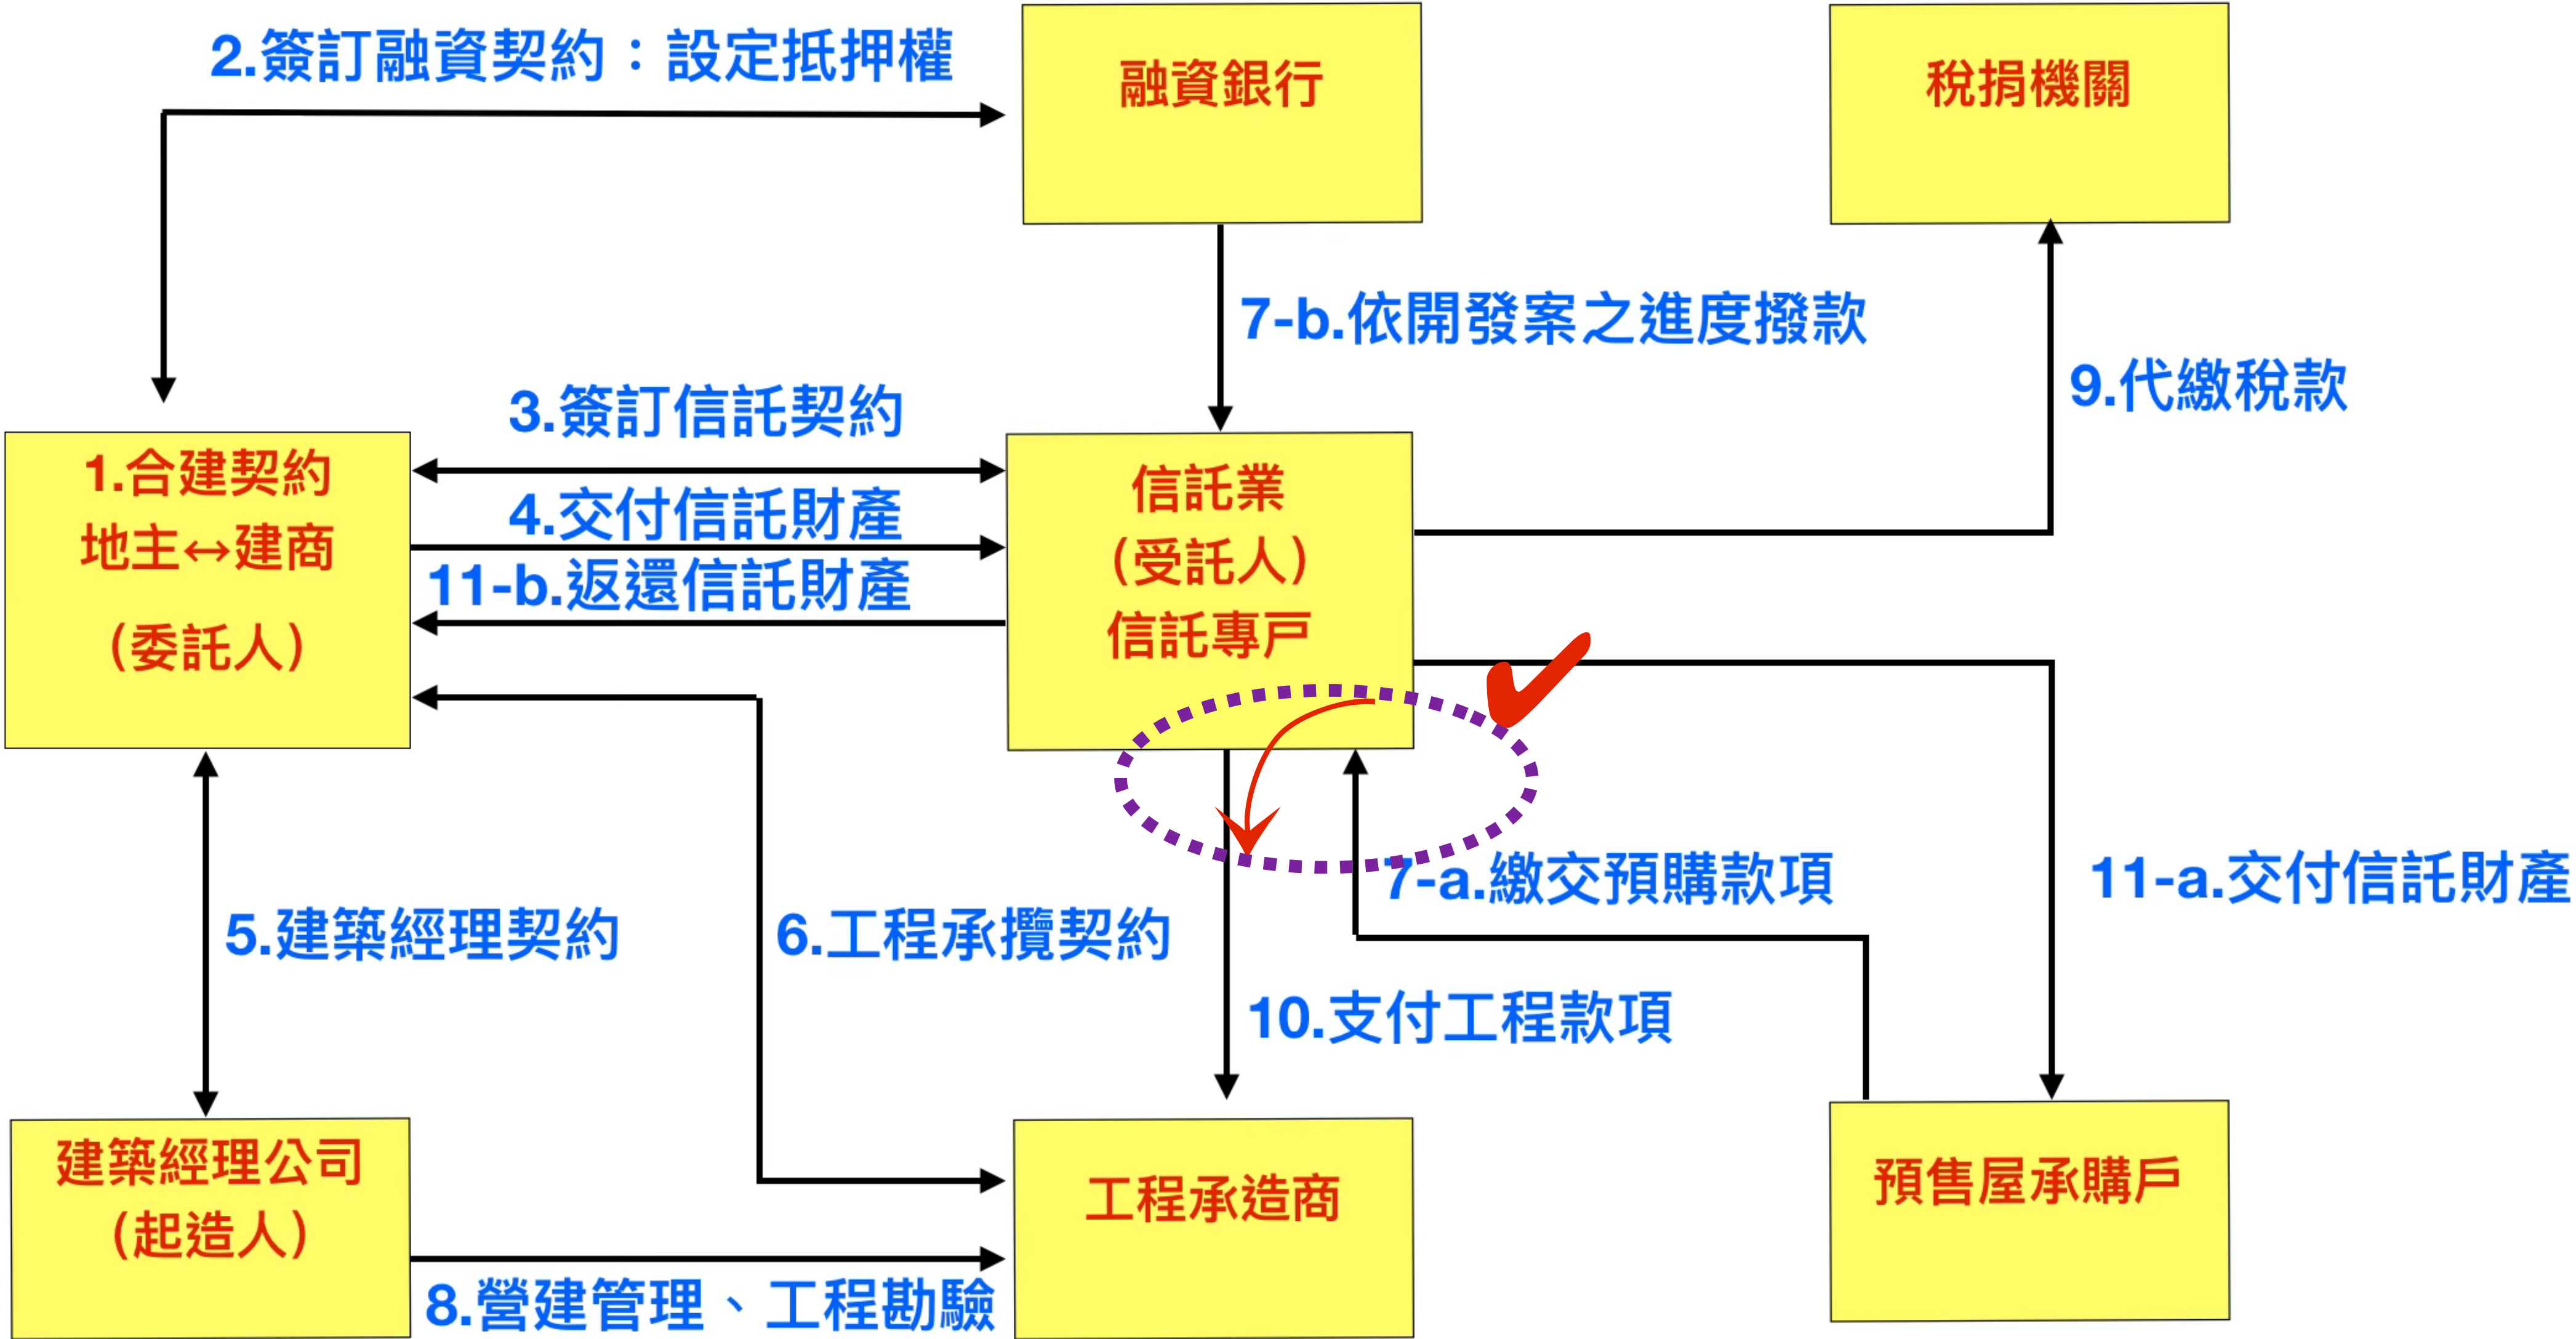 2.簽訂融資契約：設定抵押權
融資銀行
稅捐機關
7-b.依開發案之進度撥款
9.代繳稅款
3.簽訂信託契約
4.交付信託財產
11-b.返還信託財產
1.合建契約
地主↔建商
（委託人）
信託業
（受託人）
信託專戶
5.建築經理契約
6.工程承攬契約
7-a.繳交預購款項
11-a.交付信託財產
10.支付工程款項
建築經理公司
（起造人）
8.營建管理、工程勘驗
工程承造商
預售屋承購戶